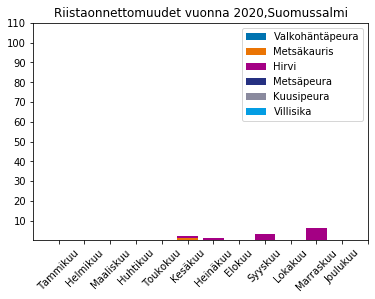 Riistaonnettomuudet vuonna 2020,Suomussalmi
110
100
90
80
70
60
50
40
30
20
10
Valkohäntäpeura
Metsäkauris
Hirvi
Metsäpeura
Kuusipeura
Villisika
Tammikuu
Helmikuu
Maaliskuu
Huhtikuu
Toukokuu
Kesäkuu
Heinäkuu
Elokuu
Syyskuu
Lokakuu
Marraskuu
Joulukuu